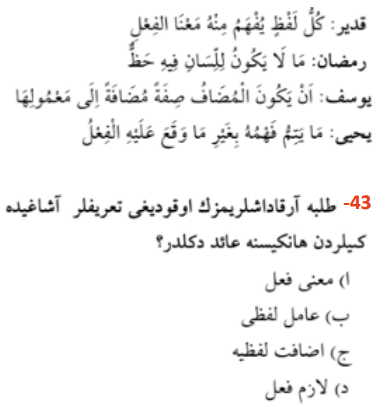 قدير: كُلُّ لَفْظٍ يُفْهَمُ مِنْهُ مَعْنَا الفِعْلِ
رمضان: مَا لَا يَكُونُ لِلِّسَانِ فِيهِ حَظٌّ
يوسف: اَنْ يَكُونَ الْمُضَافُ صِفَةً مُضَافَةً اِلَى مَعْمُولِهَا
يحيى: مَا يَتِمُّ فَهْمُهُ بِغَيْرِ مَا وَقَعَ عَلَيْهِ الْفِعْلُ
43- طلبه آرقاداشلريمزك اوقوديغى تعريفلر آشاغيده
كيلردن هانكيسنه عائد دكلدر؟
ا) معنى فعل
ب) عامل لفظى
ج) اضافت لفظيه
د) لازم فعل